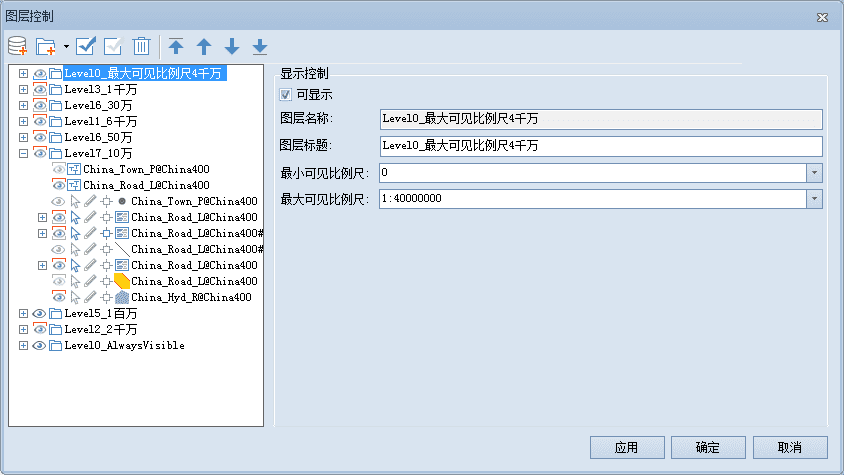 图层控制
Level0_最大可见比例尺4千万
Level3_1千万
Level6_30万
Level1_6千万
Level6_50万
Level7_10万
China_Town_P@China400
China_Road_L@China400
China_Town_P@China400
China_Road_L@China400
China_Road_L@China400#
China_Road_L@China400#
China_Road_L@China400
China_Road_L@China400
China_Hyd_R@China400
Level5_1百万
Level2_2千万
Level0_AlwaysVisible
显示控制
可显示
图层名称: Level0_最大可见比例尺4千万
图层标题: Level0_最大可见比例尺4千万
最小可见比例尺: 0
最大可见比例尺: 1:40000000
应用 确定 取消